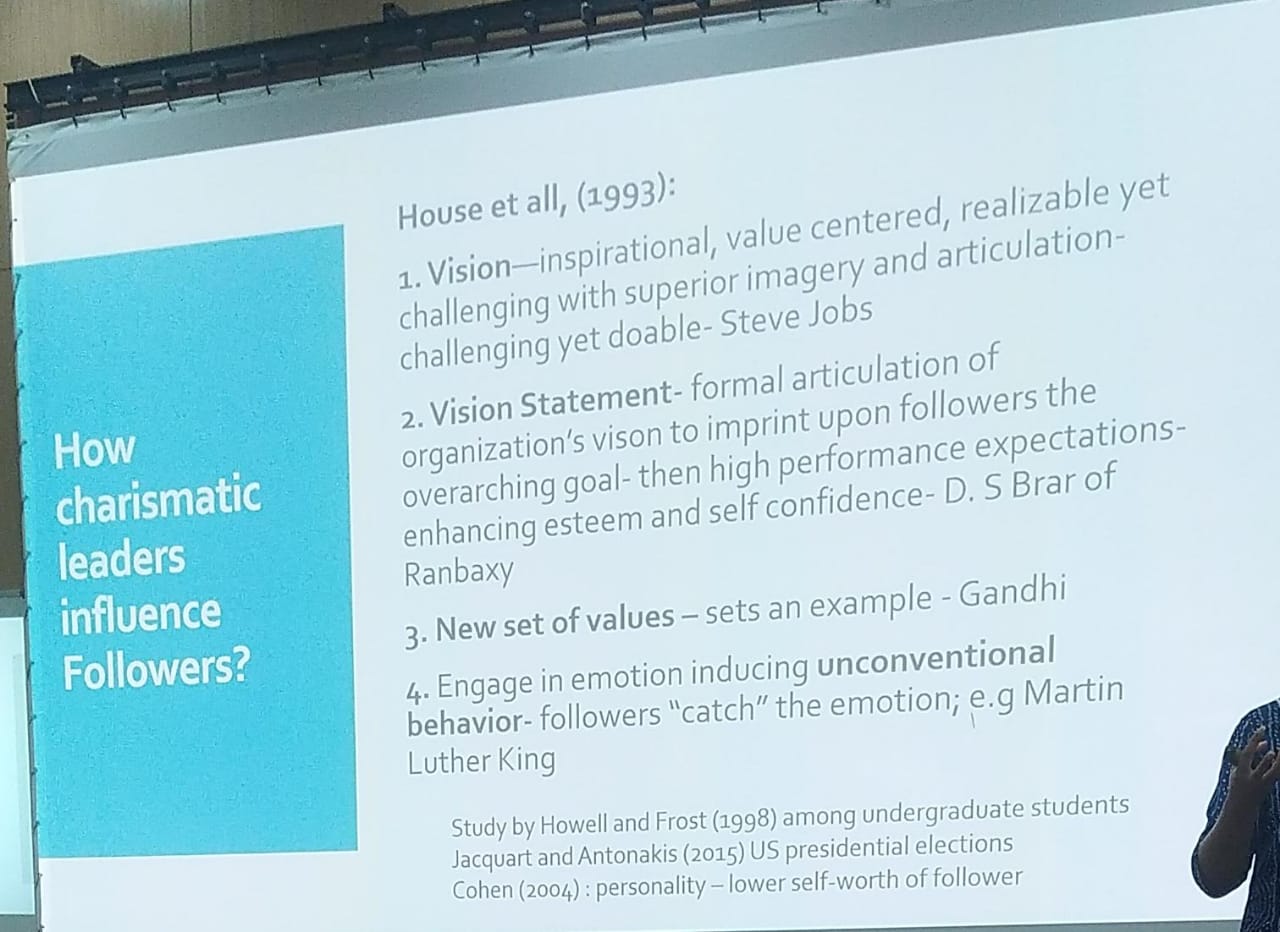 How
charismatic
leaders
influence
Followers?
House et all, (1993):
1. Vision—inspirational, value centered, realizable yet
challenging with superior imagery and articulation-
challenging yet doable- Steve Jobs
2. Vision Statement- formal articulation of
organization's vison to imprint upon followers the
overarching goal- then high performance expectations-
enhancing esteem and self confidence- D. S Brar of
Ranbaxy
3. New set of values – sets an example - Gandhi
4. Engage in emotion inducing unconventional
behavior- followers "catch" the emotion; e.g Martin
Luther King
Study by Howell and Frost (1998) among undergraduate students
Jacquart and Antonakis (2015) US presidential elections
Cohen (2004) : personality – lower self-worth of follower